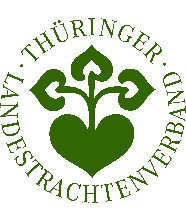 · THÜRINGER ·
LANDESTRACHTENVERBAND